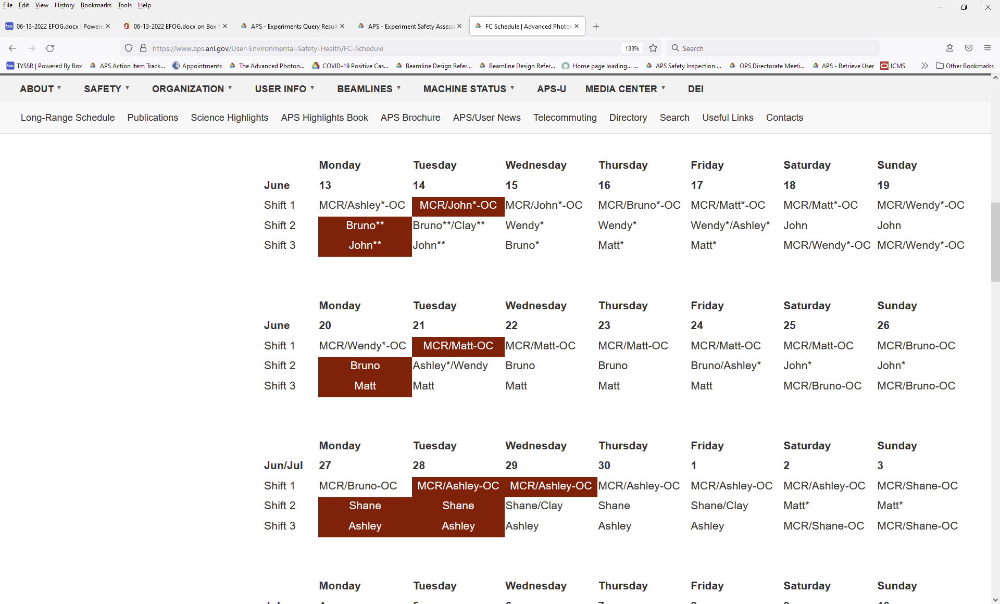 File Edit View History Bookmarks Tools Help
06-13-2022 EFOG.docx | Powere
06-13-2022 EFOG.docx on Box f
APS - Experiments Query Result
APS - Experiment Safety Assess
FC Schedule | Advanced Photon
https://www.aps.anl.gov/User-Environmental-Safety-Health/FC-Schedule 133% Search
TYSSR | Powered By Box APS Action Item Track... Appointments The Advanced Photon... COVID-19 Positive Cas... Beamline Design Refer... Beamline Design Refer... Home page loading... ... APS Safety Inspection ... OPS Directorate Meeti... APS - Retrieve User ICMS Other Bookmarks
ABOUT SAFETY ORGANIZATION USER INFO BEAMLINES MACHINE STATUS APS-U MEDIA CENTER DEI
Long-Range Schedule Publications Science Highlights APS Highlights Book APS Brochure APS/User News Telecommuting Directory Search Useful Links Contacts
Monday Tuesday Wednesday Thursday Friday Saturday Sunday
June 13 14 15 16 17 18 19
Shift 1 MCR/Ashley*-OC MCR/John*-OC MCR/John*-OC MCR/Bruno*-OC MCR/Matt*-OC MCR/Matt*-OC MCR/Wendy*-OC
Shift 2 Bruno** Bruno**/Clay** Wendy* Wendy* Wendy*/Ashley* John John
Shift 3 John** John** Bruno* Matt* Matt* MCR/Wendy*-OC MCR/Wendy*-OC
Monday Tuesday Wednesday Thursday Friday Saturday Sunday
June 20 21 22 23 24 25 26
Shift 1 MCR/Wendy*-OC MCR/Matt-OC MCR/Matt-OC MCR/Matt-OC MCR/Matt-OC MCR/Matt-OC MCR/Bruno-OC
Shift 2 Bruno Ashley*/Wendy Bruno Bruno Bruno/Ashley* John* John*
Shift 3 Matt Matt Matt Matt Matt MCR/Bruno-OC MCR/Bruno-OC
Monday Tuesday Wednesday Thursday Friday Saturday Sunday
Jun/Jul 27 28 29 30 1 2 3
Shift 1 MCR/Bruno-OC MCR/Ashley-OC MCR/Ashley-OC MCR/Ashley-OC MCR/Ashley-OC MCR/Ashley-OC MCR/Shane-OC
Shift 2 Shane Shane Shane/Clay Shane Shane/Clay Matt* Matt*
Shift 3 Ashley Ashley Ashley Ashley Ashley MCR/Shane-OC MCR/Shane-OC
Monday Tuesday Wednesday Thursday Friday Saturday Sunday